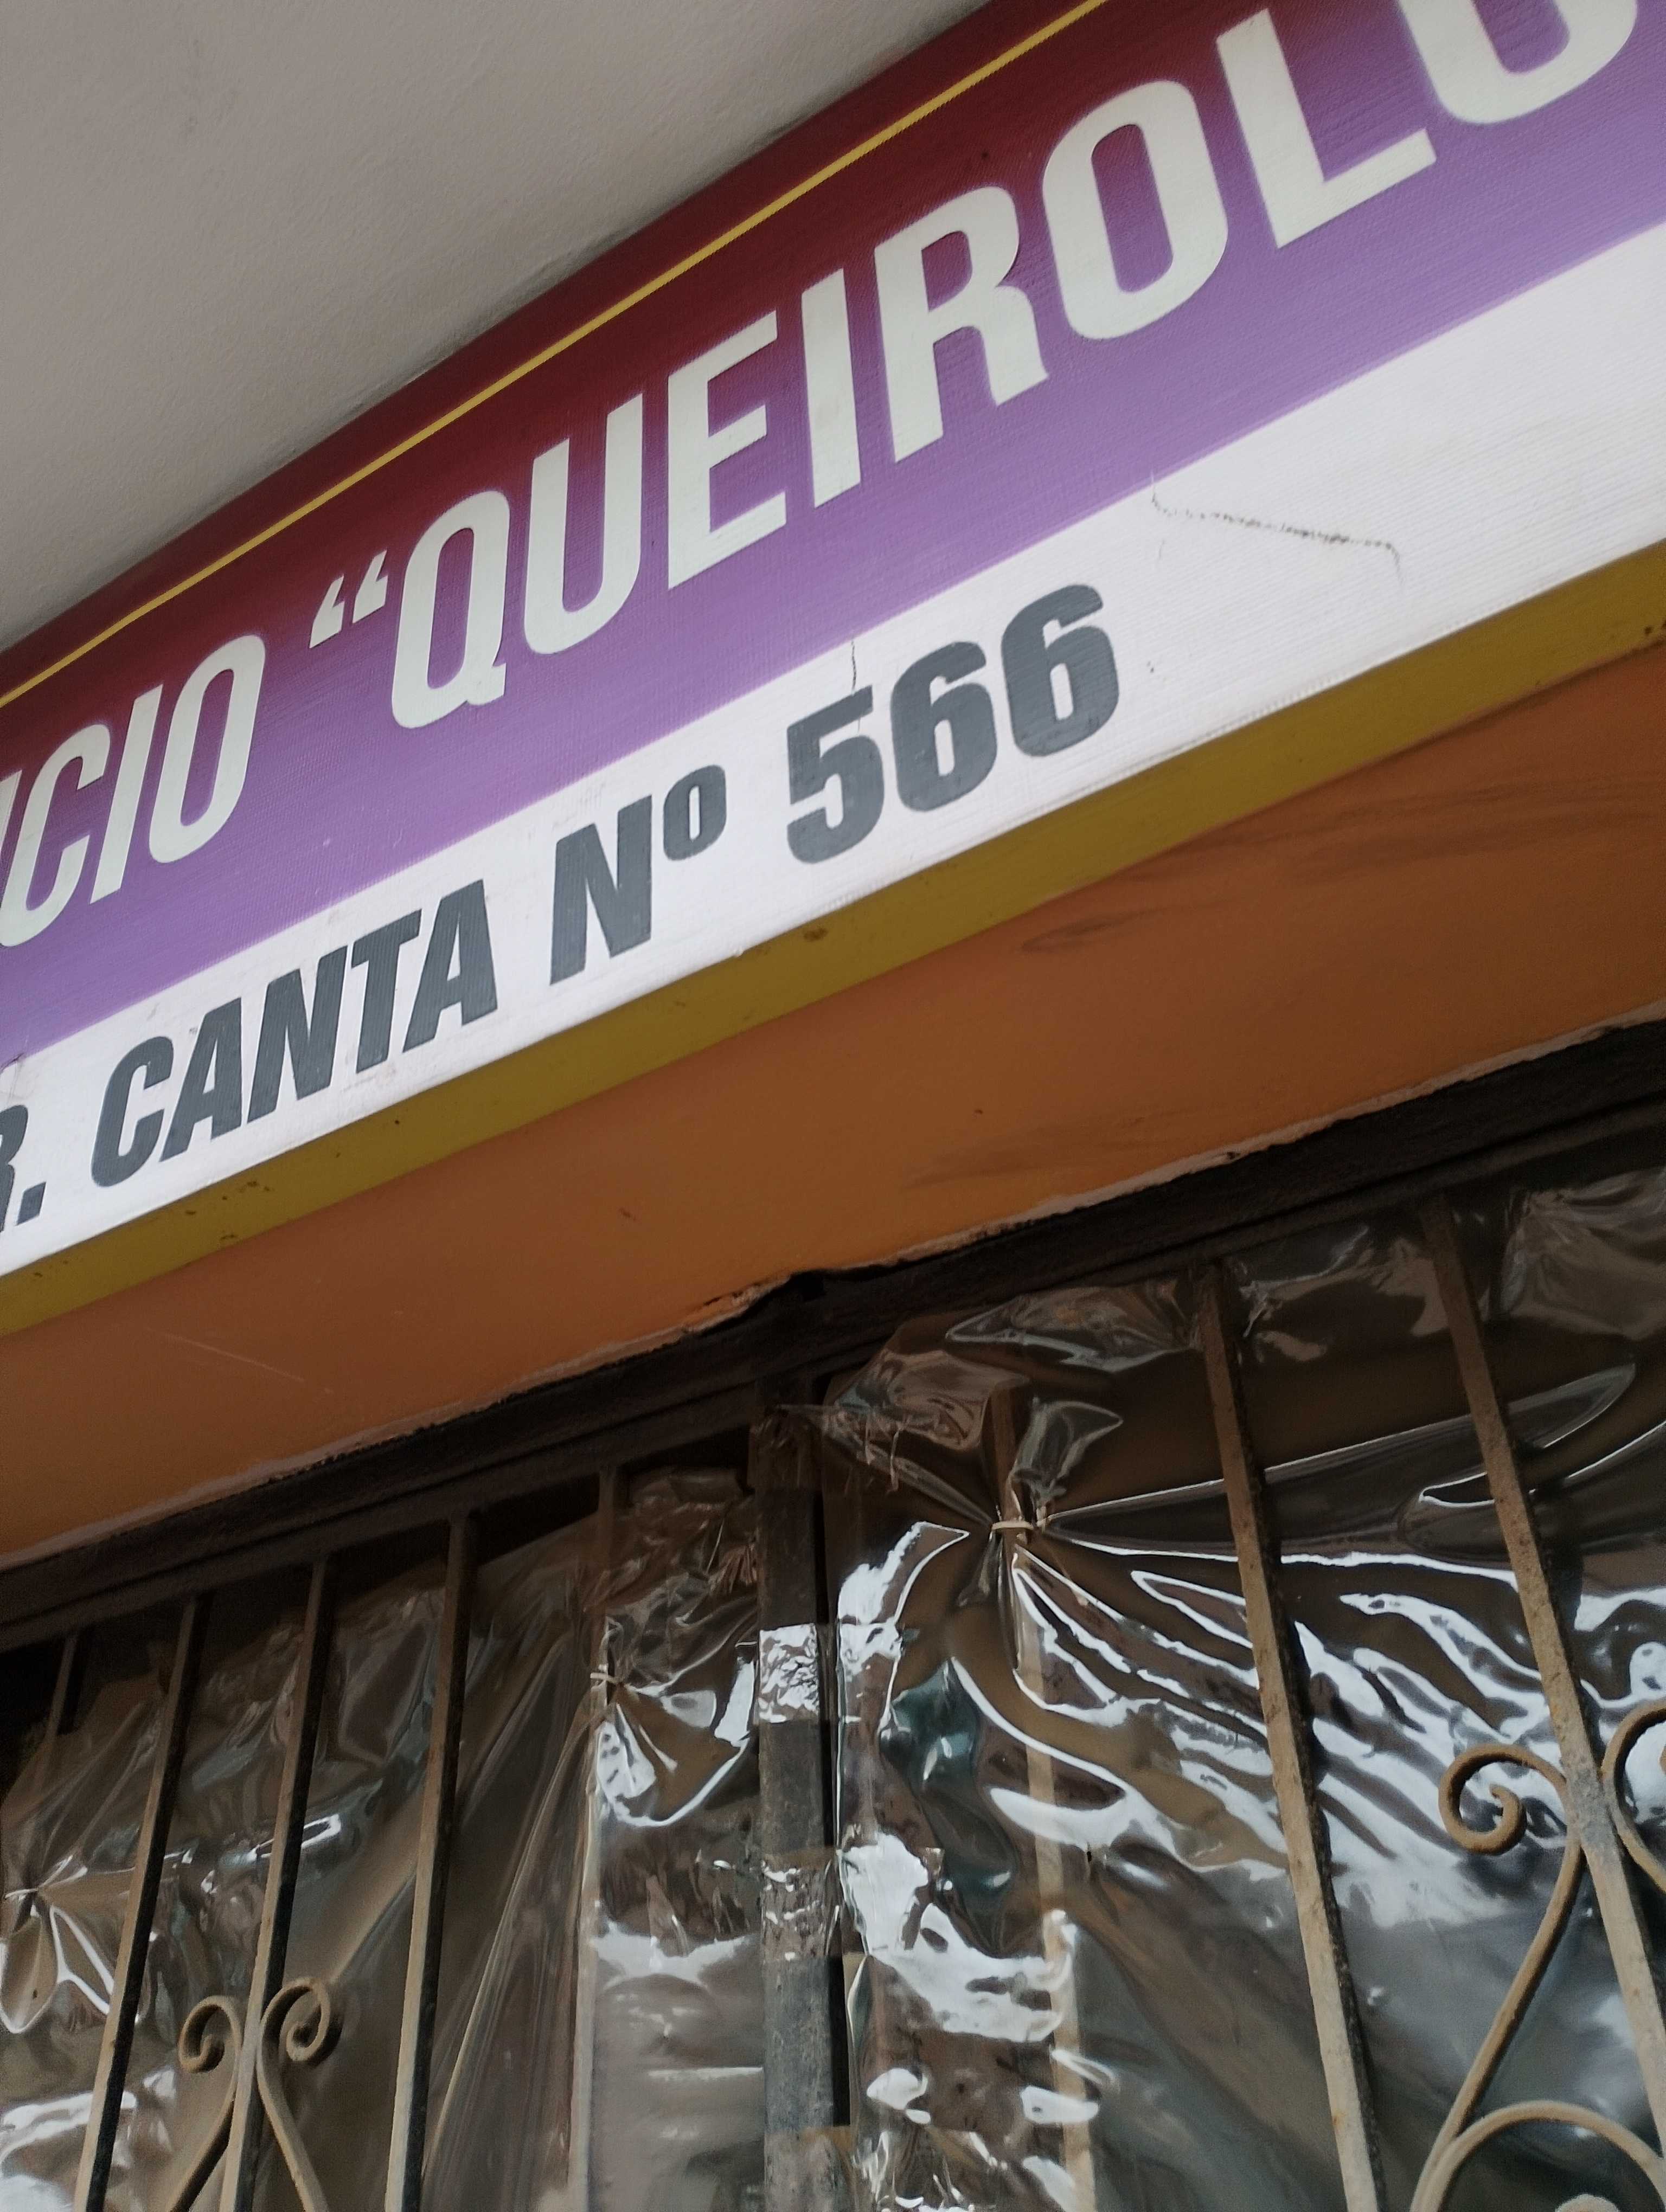 ICIO “QUEIROLO
R. CANTA Nº 566